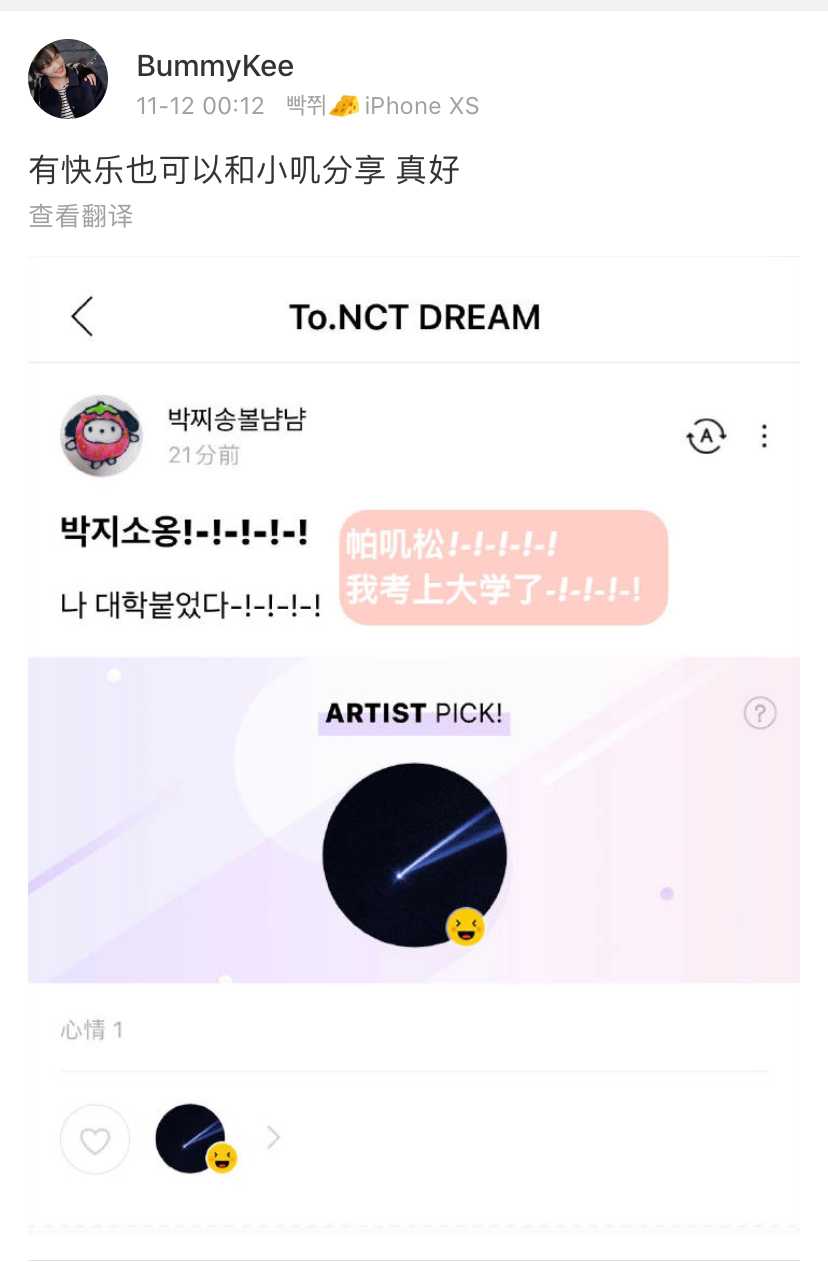 BummyKee
11-12 00:12 빡쮜🧀iPhone XS
有快乐也可以和小叽分享 真好
查看翻译
To.NCT DREAM
박찌송볼냠냠
21分前
A
박지소옹!-!-!-!-!
帕叽松!-!-!-!-!
나 대학붙었다-!-!-!-!
我考上大学了-!-!-!-!
ARTIST PICK!
?
心情 1